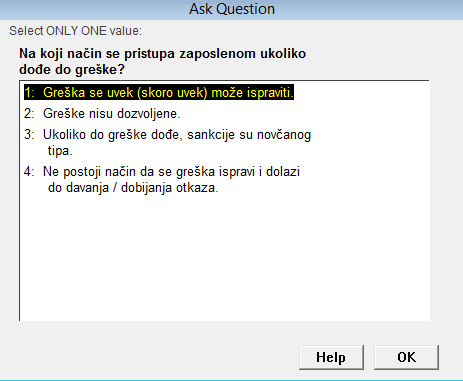 Ask Question
Select ONLY ONE value:
Na koji način se pristupa zaposlenom ukoliko
dođe do greške?
1: Greška se uvek (skoro uvek) može ispraviti.
2: Greške nisu dozvoljene.
3: Ukoliko do greške dođe, sankcije su novčanog
tipa.
4: Ne postoji način da se greška ispravi i dolazi
do davanja / dobijanja otkaza.
Help OK